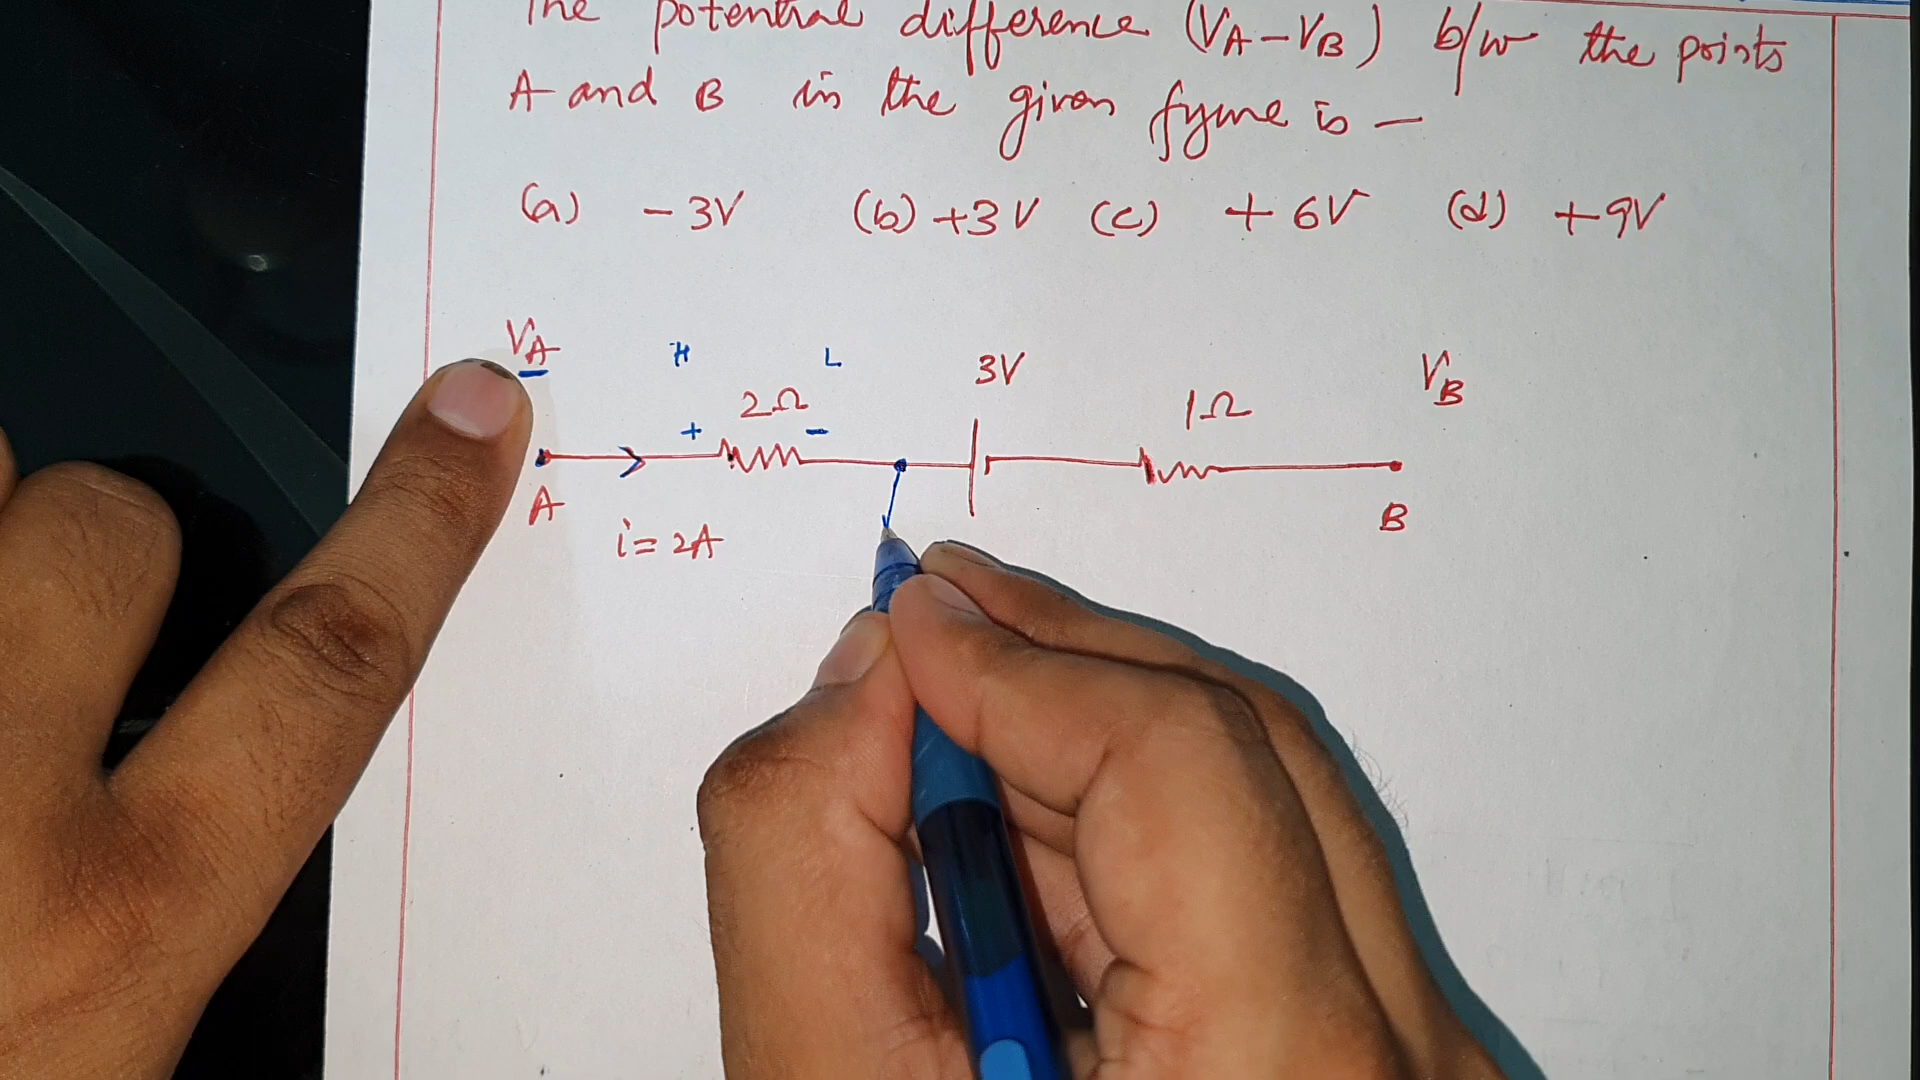 The potential difference (VA-VB) b/w the points
A and B in the given figure is —
(a) -3V (b) +3V (c) +6V (d) +9V
VA H L 3V VB
2Ω 1Ω
+ -
A B
i=2A